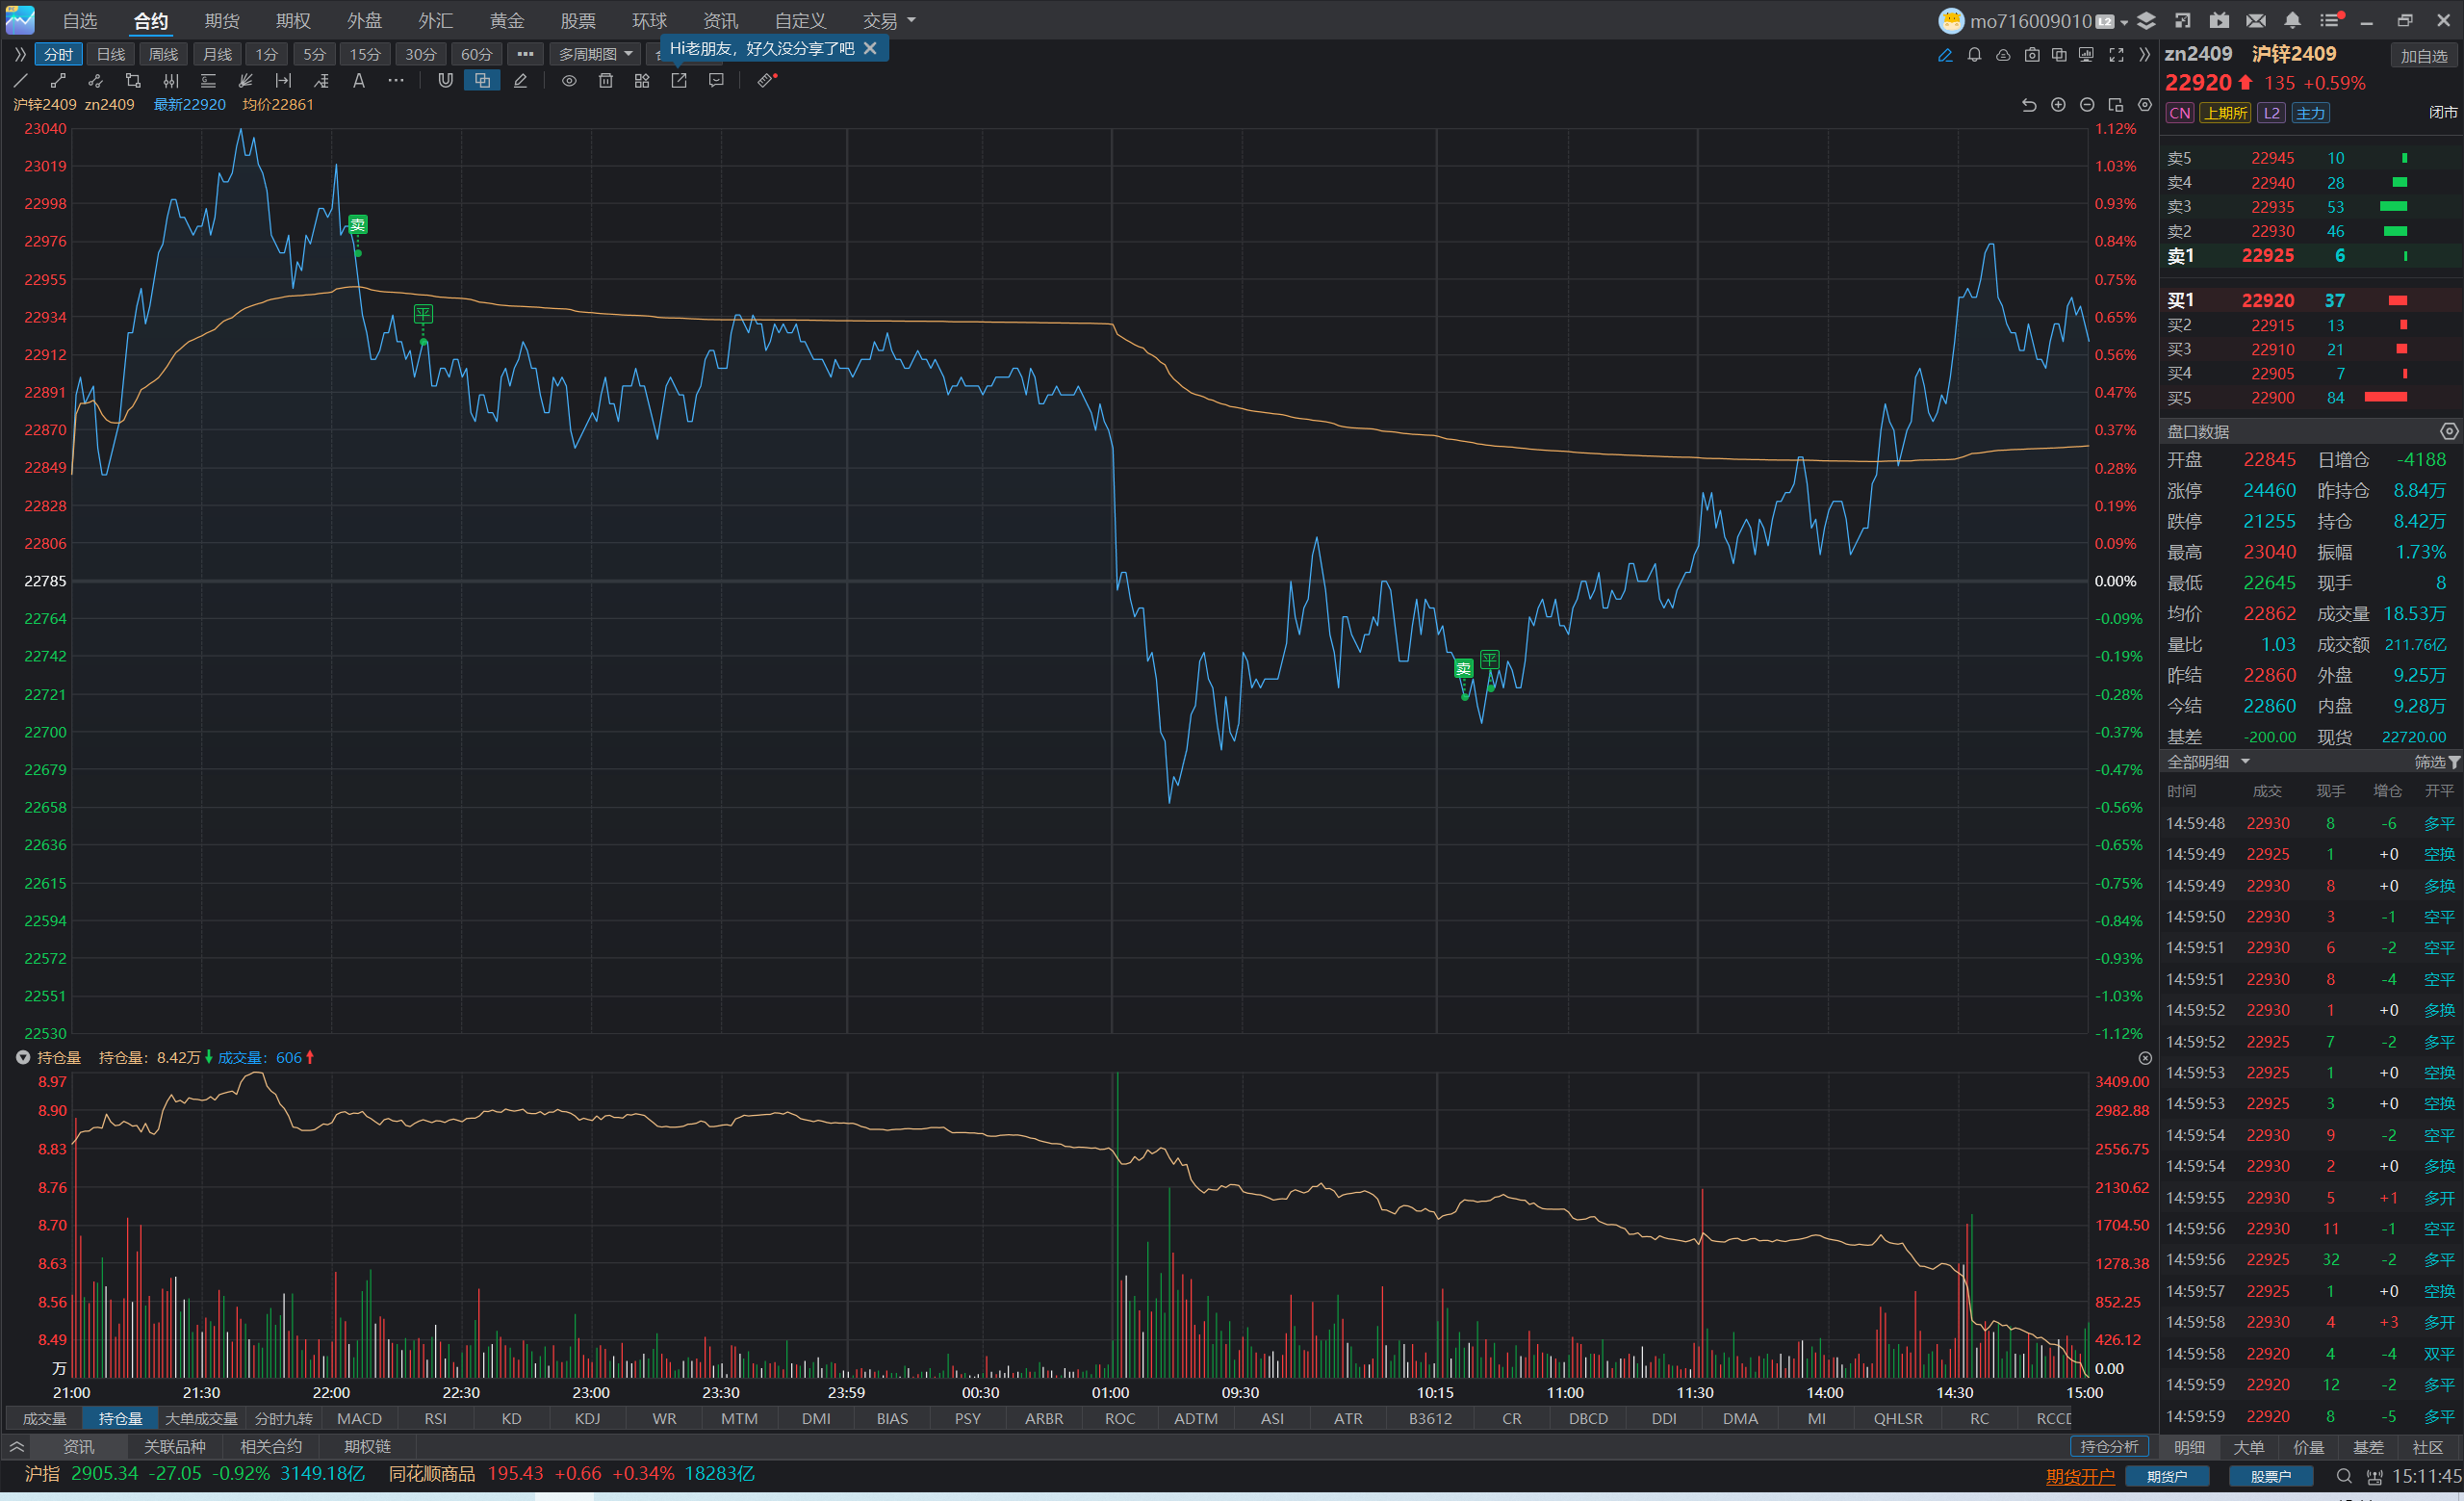 自选 合约 期货 期权 外盘 外汇 黄金 股票 环球 资讯 自定义 交易
mo716009010 L2
分时 日线 周线 月线 1分 5分 15分 30分 60分 ••• 多周期图
Hi老朋友，好久没分享了吧
沪锌2409 zn2409 最新22920 均价22861
23040 1.12%
23019 1.03%
22998 0.93%
22976 0.84%
22955 0.75%
22934 0.65%
22912 0.56%
22891 0.47%
22870 0.37%
22849 0.28%
22828 0.19%
22806 0.09%
22785 0.00%
22764 -0.09%
22742 -0.19%
22721 -0.28%
22700 -0.37%
22679 -0.47%
22658 -0.56%
22636 -0.65%
22615 -0.75%
22594 -0.84%
22572 -0.93%
22551 -1.03%
22530 -1.12%
卖
平
卖
平
持仓量 持仓量：8.42万 成交量：606
8.97 3409.00
8.90 2982.88
8.83 2556.75
8.76 2130.62
8.70 1704.50
8.63 1278.38
8.56 852.25
8.49 426.12
万 0.00
21:00 21:30 22:00 22:30 23:00 23:30 23:59 00:30 01:00 09:30 10:15 11:00 11:30 14:00 14:30 15:00
成交量 持仓量 大单成交量 分时九转 MACD RSI KD KDJ WR MTM DMI BIAS PSY ARBR ROC ADTM ASI ATR B3612 CR DBCD DDI DMA MI QHLSR RC RCCD
资讯 关联品种 相关合约 期权链 持仓分析
沪指 2905.34 -27.05 -0.92% 3149.18亿 同花顺商品 195.43 +0.66 +0.34% 18283亿
zn2409 沪锌2409 加自选
22920 135 +0.59%
CN 上期所 L2 主力 闭市
卖5 22945 10
卖4 22940 28
卖3 22935 53
卖2 22930 46
卖1 22925 6
买1 22920 37
买2 22915 13
买3 22910 21
买4 22905 7
买5 22900 84
盘口数据
开盘 22845 日增仓 -4188
涨停 24460 昨持仓 8.84万
跌停 21255 持仓 8.42万
最高 23040 振幅 1.73%
最低 22645 现手 8
均价 22862 成交量 18.53万
量比 1.03 成交额 211.76亿
昨结 22860 外盘 9.25万
今结 22860 内盘 9.28万
基差 -200.00 现货 22720.00
全部明细 筛选
时间 成交 现手 增仓 开平
14:59:48 22930 8 -6 多平
14:59:49 22925 1 +0 空换
14:59:49 22930 8 +0 多换
14:59:50 22930 3 -1 空平
14:59:51 22930 6 -2 空平
14:59:51 22930 8 -4 空平
14:59:52 22930 1 +0 多换
14:59:52 22925 7 -2 多平
14:59:53 22925 1 +0 空换
14:59:53 22925 3 +0 空换
14:59:54 22930 9 -2 空平
14:59:54 22930 2 +0 多换
14:59:55 22930 5 +1 多开
14:59:56 22930 11 -1 空平
14:59:56 22925 32 -2 多平
14:59:57 22925 1 +0 空换
14:59:58 22930 4 +3 多开
14:59:58 22920 4 -4 双平
14:59:59 22920 12 -2 多平
14:59:59 22920 8 -5 多平
明细 大单 价量 基差 社区
期货开户 期货户 股票户 15:11:45